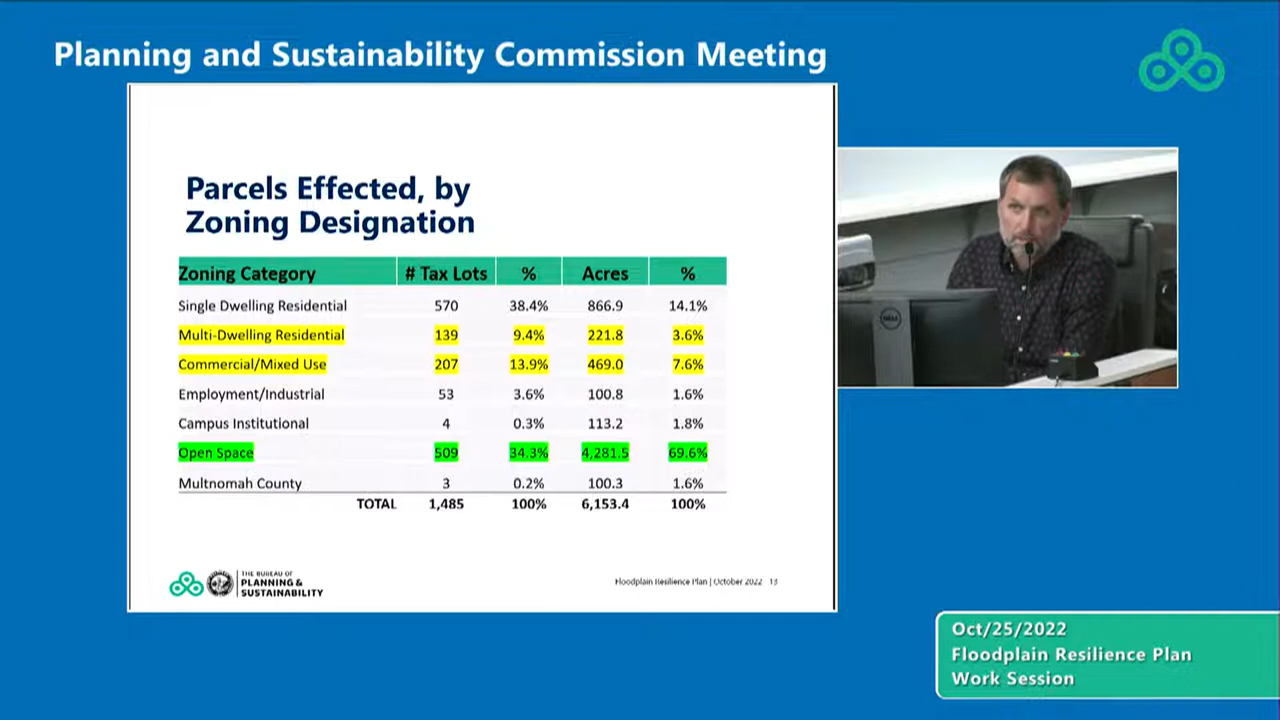 Planning and Sustainability Commission Meeting
Parcels Effected, by
Zoning Designation
Zoning Category # Tax Lots % Acres %
Single Dwelling Residential 570 38.4% 866.9 14.1%
Multi-Dwelling Residential 139 9.4% 221.8 3.6%
Commercial/Mixed Use 207 13.9% 469.0 7.6%
Employment/Industrial 53 3.6% 100.8 1.6%
Campus Institutional 4 0.3% 113.2 1.8%
Open Space 509 34.3% 4,281.5 69.6%
Multnomah County 3 0.2% 100.3 1.6%
TOTAL 1,485 100% 6,153.4 100%
THE BUREAU OF
PLANNING &
SUSTAINABILITY
Floodplain Resilience Plan | October 2022 13
DELL
Oct/25/2022
Floodplain Resilience Plan
Work Session